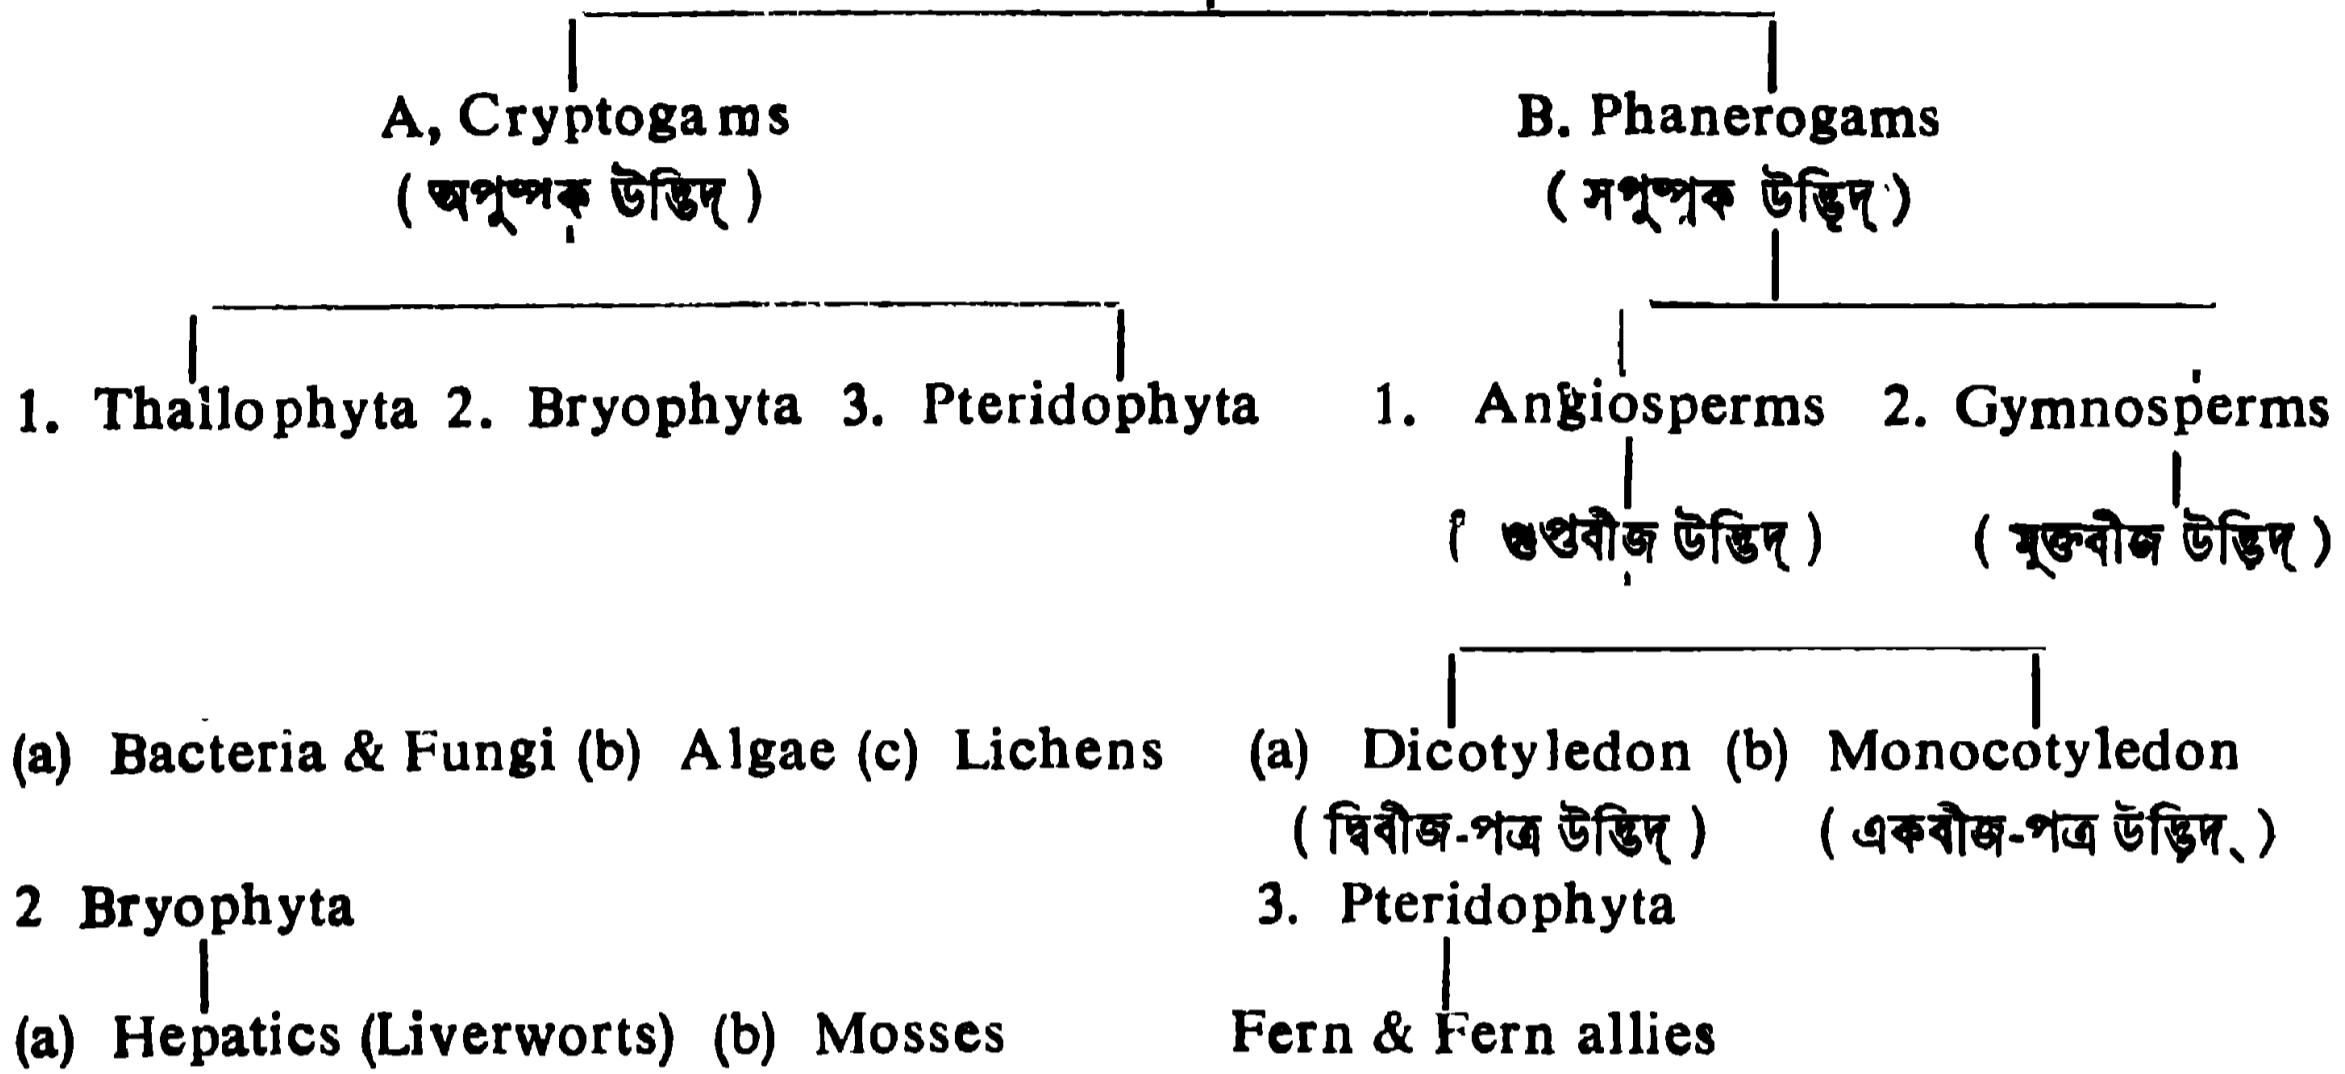 A, Cryptogams B. Phanerogams
( অপুষ্পক উদ্ভিদ্ ) ( সপুষ্পক উদ্ভিদ্ )
1. Thallophyta 2. Bryophyta 3. Pteridophyta 1. Angiosperms 2. Gymnosperms
( গুপ্তবীজ উদ্ভিদ্ ) ( মুক্তবীজ উদ্ভিদ্ )
(a) Bacteria & Fungi (b) Algae (c) Lichens (a) Dicotyledon (b) Monocotyledon
( দ্বিবীজ-পত্র উদ্ভিদ্ ) ( একবীজ-পত্র উদ্ভিদ্ )
2 Bryophyta 3. Pteridophyta
(a) Hepatics (Liverworts) (b) Mosses Fern & Fern allies